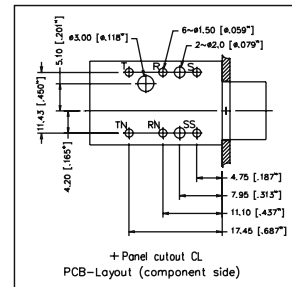 ø3.00 [ø.118"]
6-ø1.50 [ø.059"]
2-ø2.0 [ø.079"]
5.10 [.201"]
11.43 [.450"]
4.20 [.165"]
T R S
TN RN SS
4.75 [.187"]
7.95 [.313"]
11.10 [.437"]
17.45 [.687"]
+ Panel cutout CL
PCB-Layout (component side)